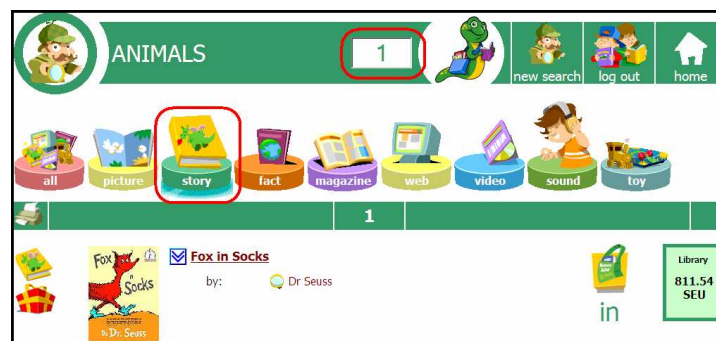 ANIMALS
1
new search
log out
home
all
picture
story
fact
magazine
web
video
sound
toy
1
Fox in Socks
by: Dr Seuss
Fox
in
Socks
By Dr. Seuss
in
Library
811.54
SEU